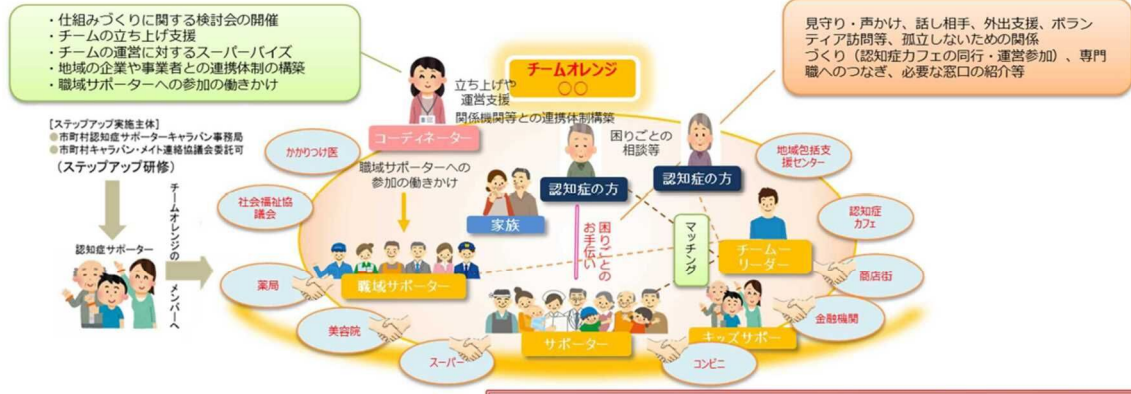 ・仕組みづくりに関する検討会の開催
・チームの立ち上げ支援
・チームの運営に対するスーパーバイズ
・地域の企業や事業者との連携体制の構築
・職域サポーターへの参加の働きかけ
チームオレンジ
〇〇
見守り・声かけ、話し相手、外出支援、ボラン
ティア訪問等、孤立しないための関係
づくり（認知症カフェの同行・運営参加）、専門
職へのつなぎ、必要な窓口の紹介等
立ち上げや
運営支援
関係機関等との連携体制構築
コーディネーター
[ステップアップ実施主体]
●市町村認知症サポーターキャラバン事務局
●市町村キャラバン・メイト連絡協議会委託可
（ステップアップ研修）
チームオレンジの
メンバーへ
認知症サポーター
かかりつけ医
社会福祉協
議会
薬局
美容院
スーパー
コンビニ
金融機関
商店街
認知症
カフェ
地域包括支
援センター
職域サポーターへの
参加の働きかけ
困りごとの
相談等
認知症の方
認知症の方
家族
困りごとの
お手伝い
マッチング
チームー
リーダー
職域サポーター
サポーター
キッズサポー